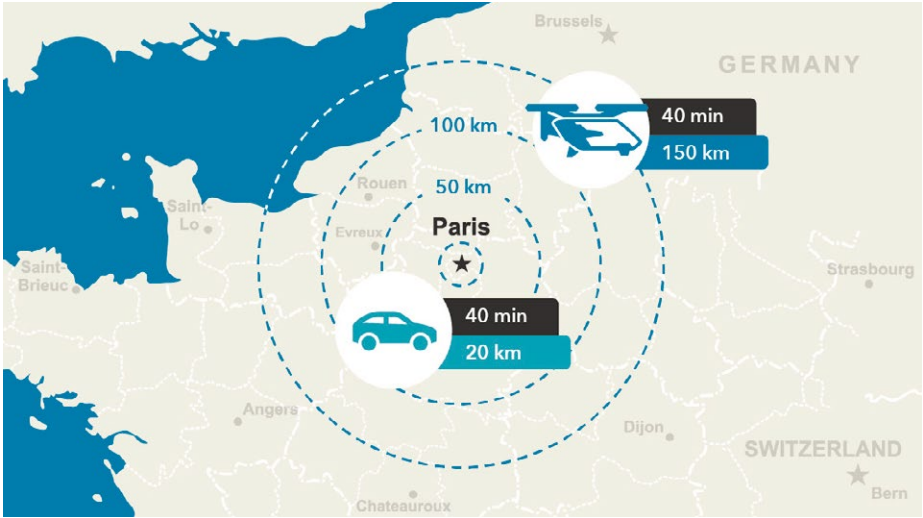 Brussels
GERMANY
40 min
150 km
100 km
50 km
Rouen
Saint-
Lo
Evreux
Paris
Saint-
Brieuc
Strasbourg
40 min
20 km
Angers
Dijon
SWITZERLAND
Bern
Chateauroux